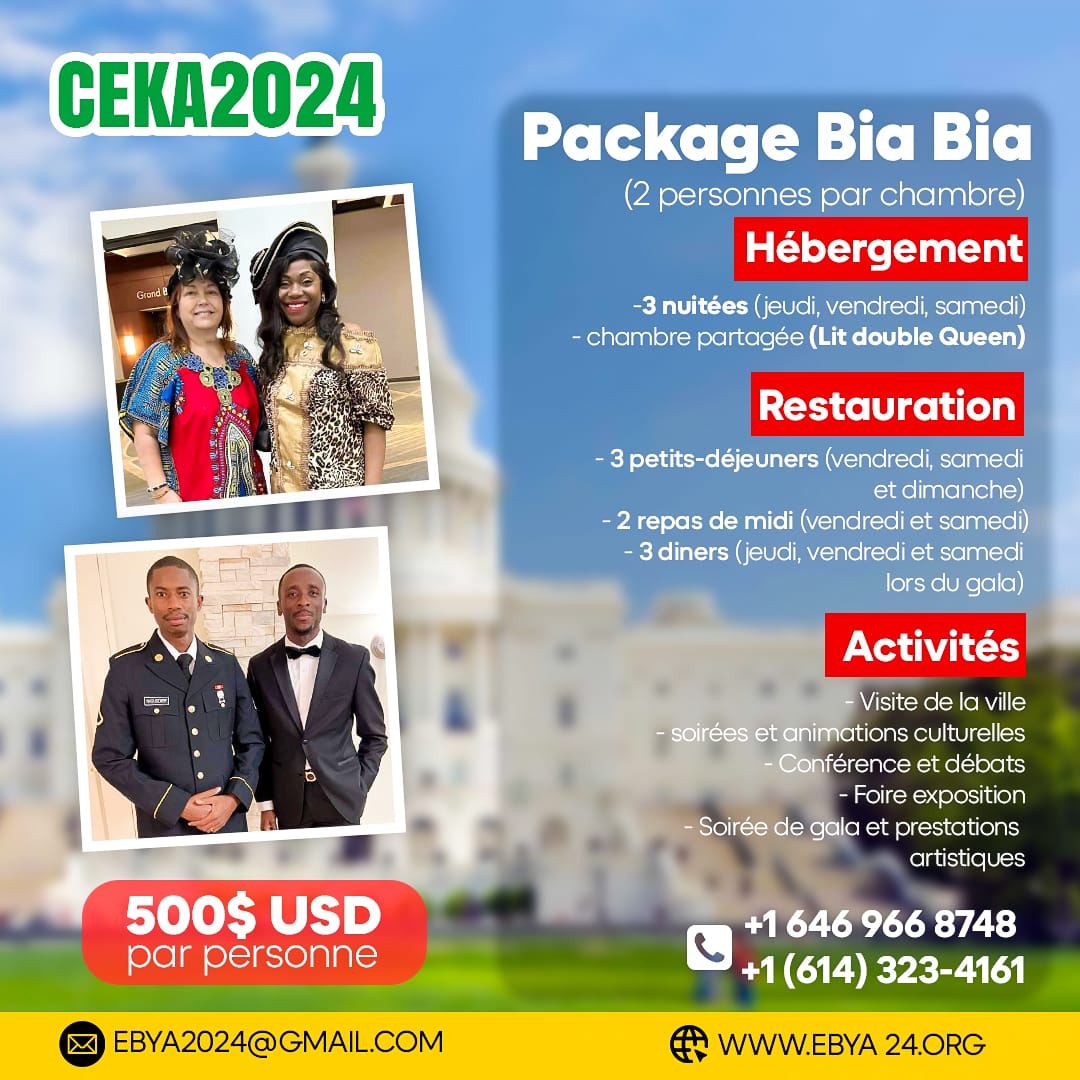 CEKA2024
Package Bia Bia
(2 personnes par chambre)
Hébergement
-3 nuitées (jeudi, vendredi, samedi)
- chambre partagée (Lit double Queen)
Restauration
- 3 petits-déjeuners (vendredi, samedi
et dimanche)
- 2 repas de midi (vendredi et samedi)
- 3 diners (jeudi, vendredi et samedi
lors du gala)
Activités
- Visite de la ville
- soirées et animations culturelles
- Conférence et débats
- Foire exposition
- Soirée de gala et prestations
artistiques
Grand B
500$ USD
par personne
+1 646 966 8748
+1 (614) 323-4161
EBYA2024@GMAIL.COM
WWW.EBYA 24.ORG